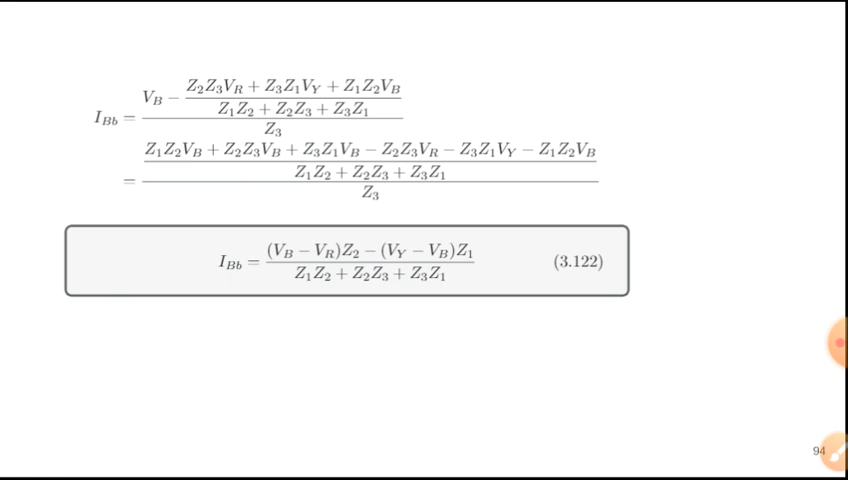 I_{Bb} = \frac{V_B - \frac{Z_2Z_3V_R + Z_3Z_1V_Y + Z_1Z_2V_B}{Z_1Z_2 + Z_2Z_3 + Z_3Z_1}}{Z_3}
= \frac{\frac{Z_1Z_2V_B + Z_2Z_3V_B + Z_3Z_1V_B - Z_2Z_3V_R - Z_3Z_1V_Y - Z_1Z_2V_B}{Z_1Z_2 + Z_2Z_3 + Z_3Z_1}}{Z_3}
I_{Bb} = \frac{(V_B - V_R)Z_2 - (V_Y - V_B)Z_1}{Z_1Z_2 + Z_2Z_3 + Z_3Z_1} (3.122)
94